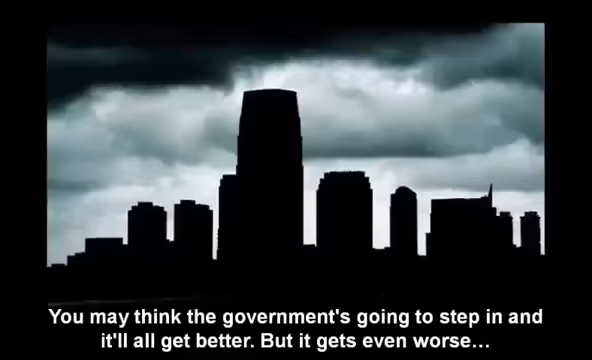 You may think the government's going to step in and
it'll all get better. But it gets even worse…